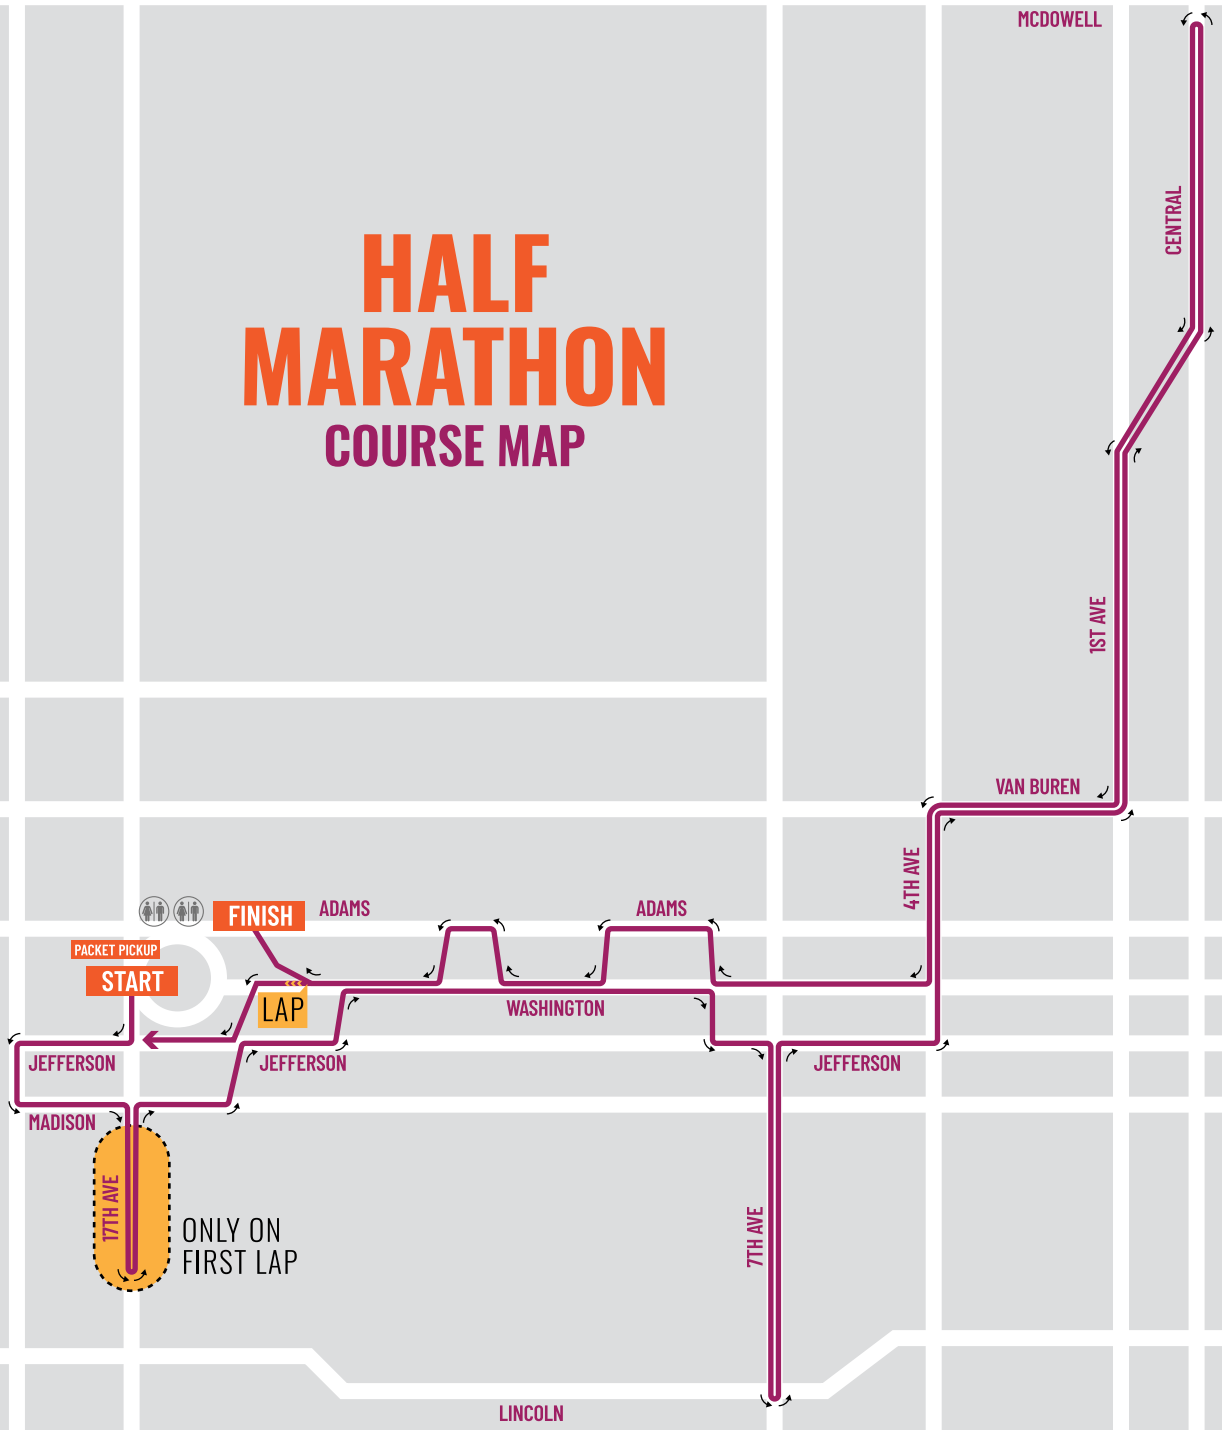 MCDOWELL
CENTRAL
HALF
MARATHON
COURSE MAP
1ST AVE
VAN BUREN
4TH AVE
FINISH
ADAMS
ADAMS
PACKET PICKUP
START
LAP
WASHINGTON
JEFFERSON
JEFFERSON
JEFFERSON
MADISON
17TH AVE
ONLY ON
FIRST LAP
7TH AVE
LINCOLN